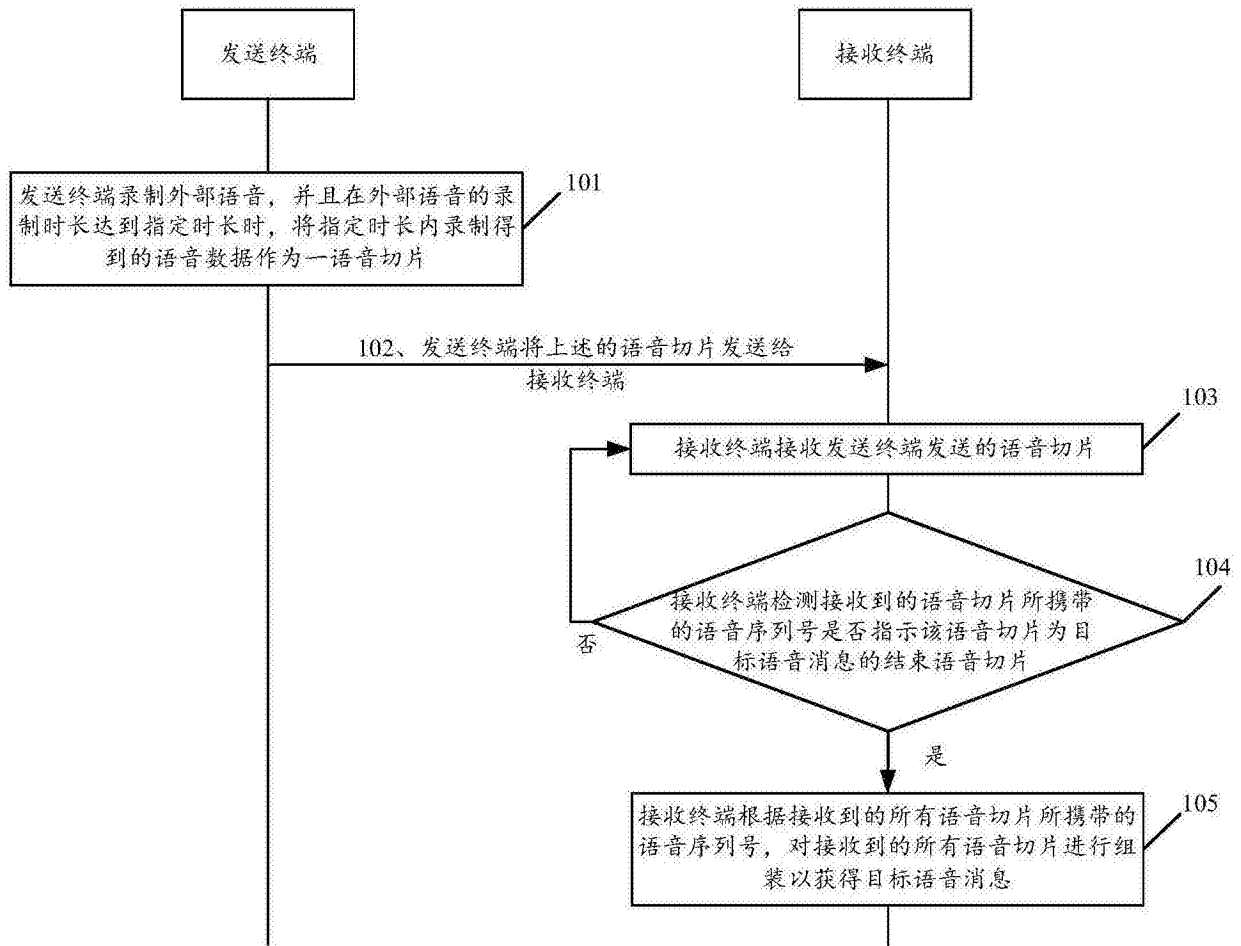 发送终端
接收终端
发送终端录制外部语音，并且在外部语音的录
制时长达到指定时长时，将指定时长内录制得
到的语音数据作为一语音切片
101
102、发送终端将上述的语音切片发送给
接收终端
103
接收终端接收发送终端发送的语音切片
104
接收终端检测接收到的语音切片所携带
的语音序列号是否指示该语音切片为目
标语音消息的结束语音切片
否
是
105
接收终端根据接收到的所有语音切片所携带的
语音序列号，对接收到的所有语音切片进行组
装以获得目标语音消息